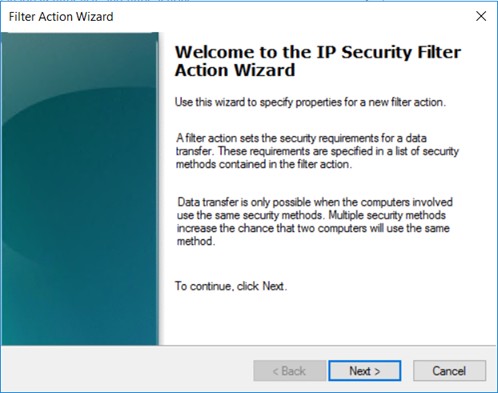 Filter Action Wizard
Welcome to the IP Security Filter
Action Wizard
Use this wizard to specify properties for a new filter action.
A filter action sets the security requirements for a data
transfer. These requirements are specified in a list of security
methods contained in the filter action.
Data transfer is only possible when the computers involved
use the same security methods. Multiple security methods
increase the chance that two computers will use the same
method.
To continue, click Next.
< Back
Next >
Cancel